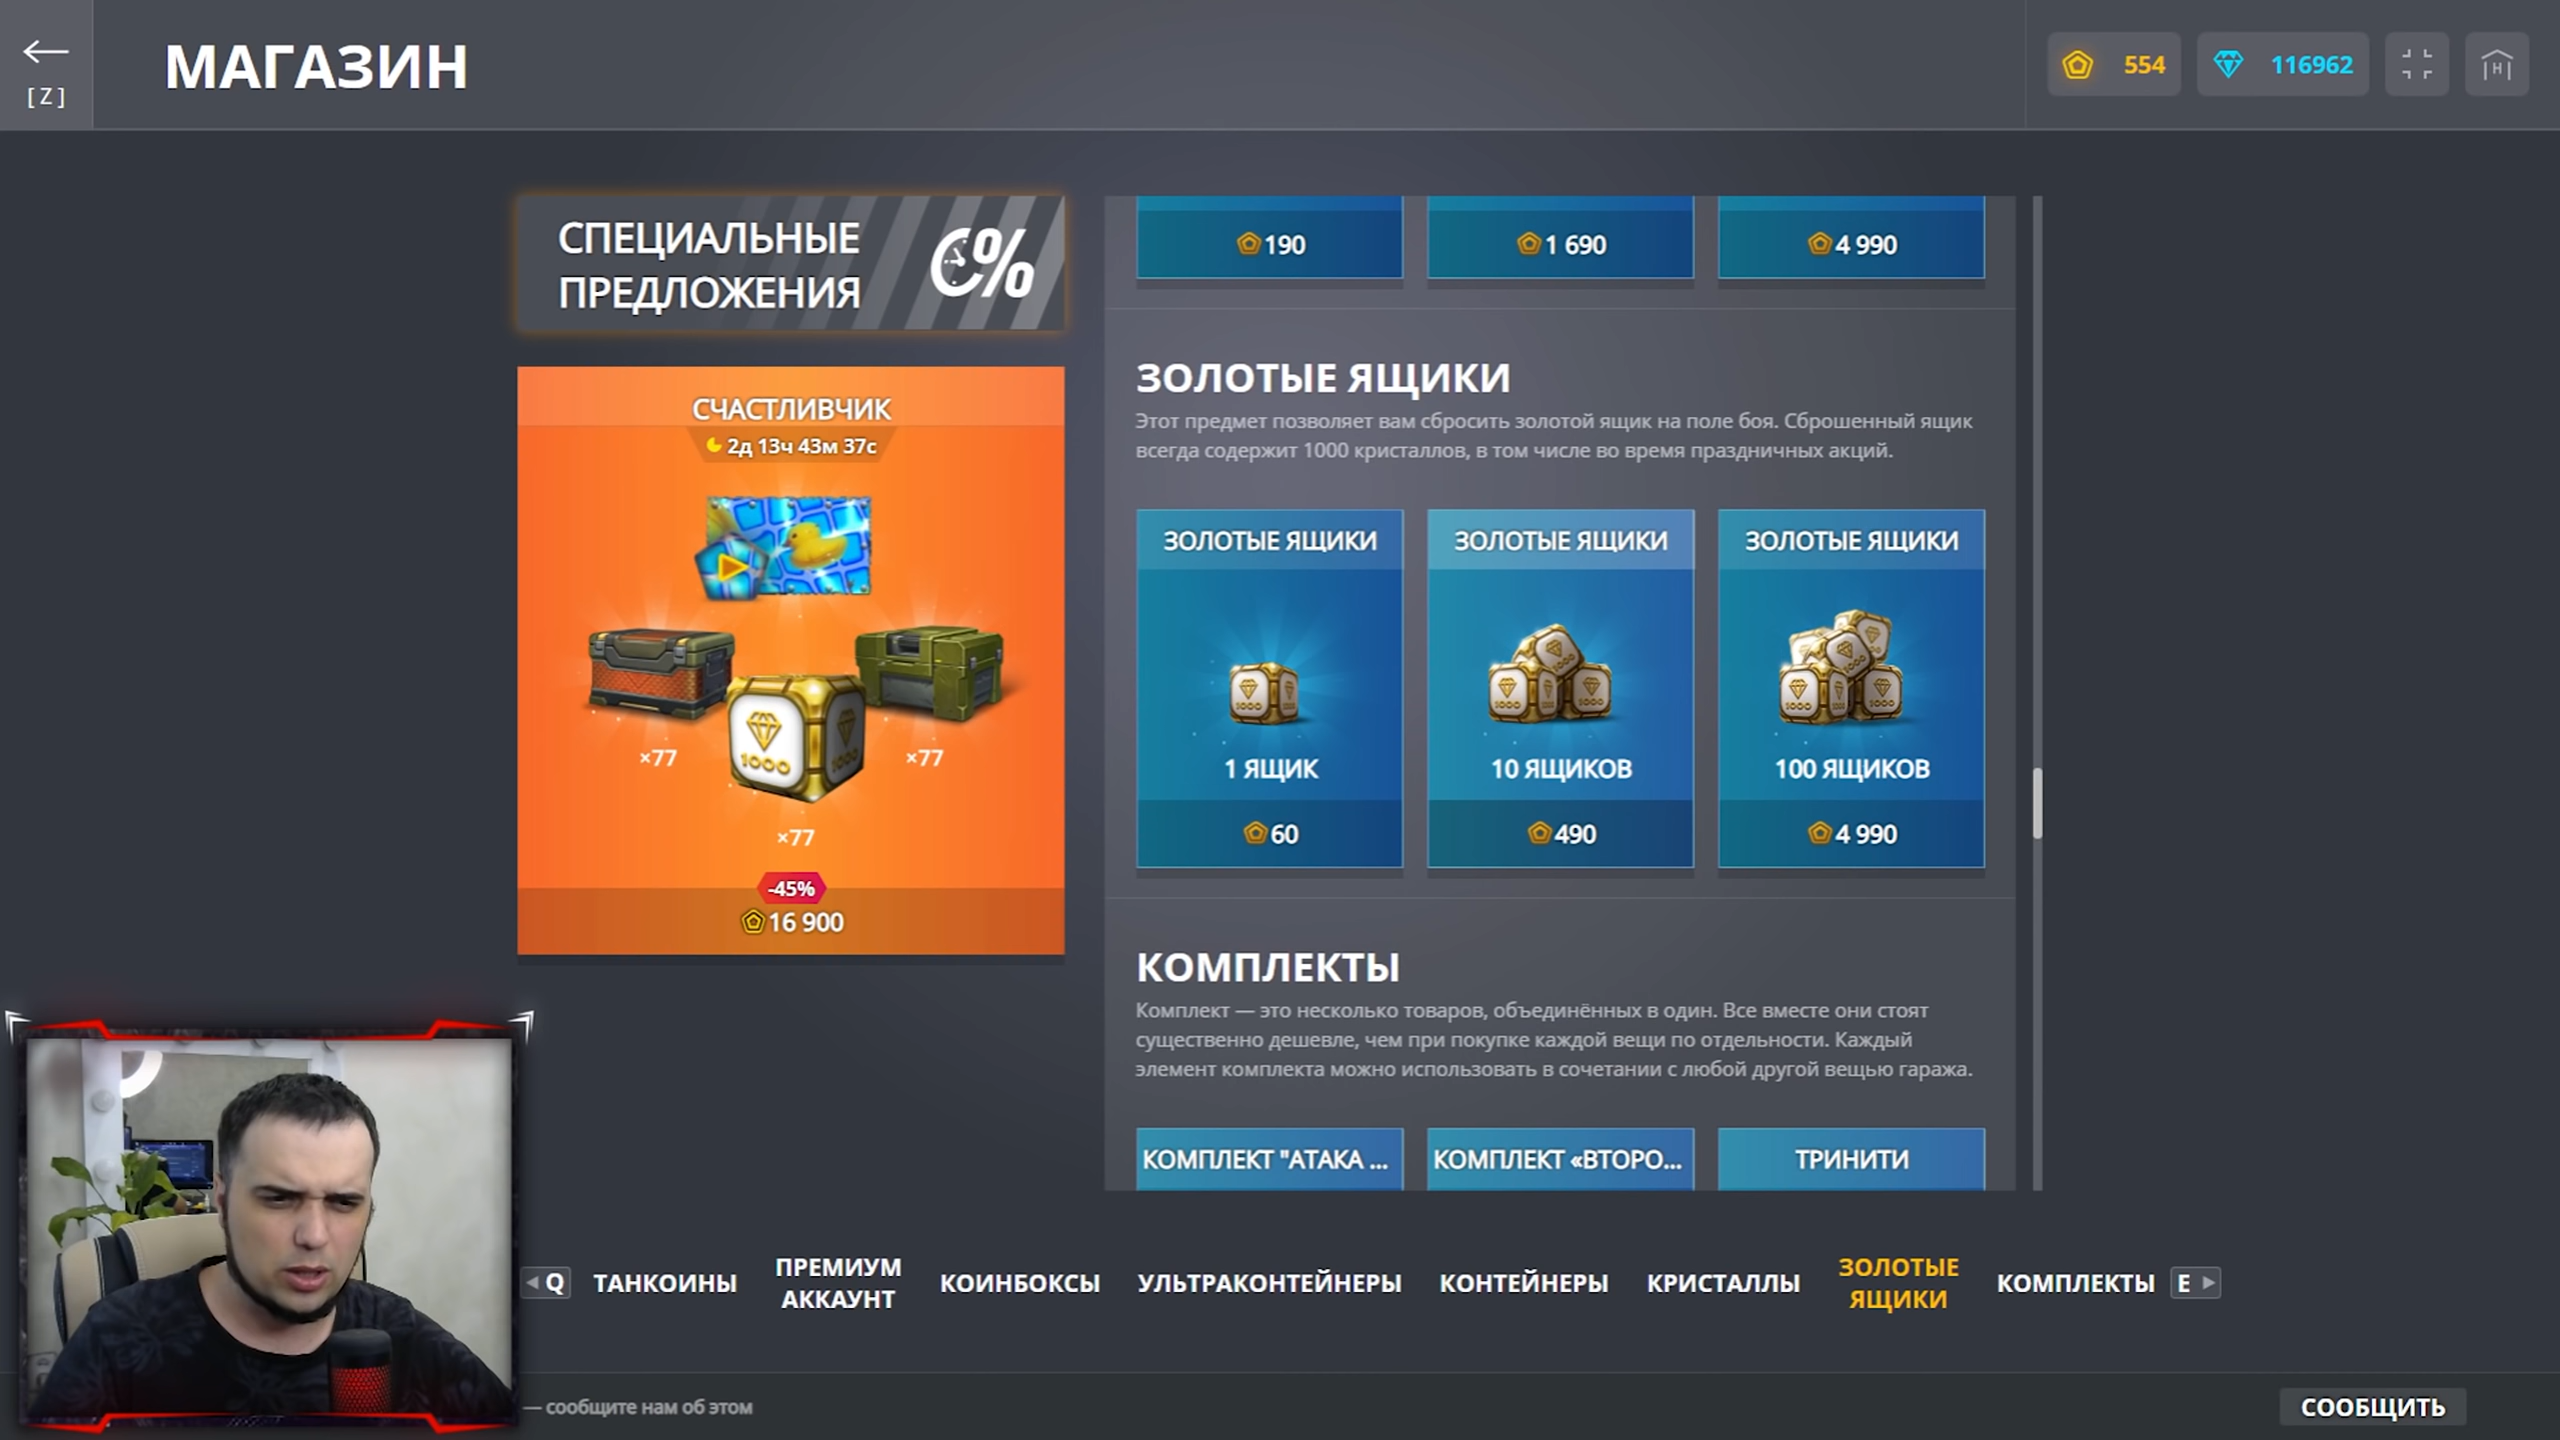 МАГАЗИН
[ Z ]
554
116962
СПЕЦИАЛЬНЫЕ
ПРЕДЛОЖЕНИЯ
%
СЧАСТЛИВЧИК
2д 13ч 43м 37с
1000
×77
×77
×77
-45%
16 900
190
1 690
4 990
ЗОЛОТЫЕ ЯЩИКИ
Этот предмет позволяет вам сбросить золотой ящик на поле боя. Сброшенный ящик
всегда содержит 1000 кристаллов, в том числе во время праздничных акций.
ЗОЛОТЫЕ ЯЩИКИ
1 ЯЩИК
60
ЗОЛОТЫЕ ЯЩИКИ
10 ЯЩИКОВ
490
ЗОЛОТЫЕ ЯЩИКИ
100 ЯЩИКОВ
4 990
КОМПЛЕКТЫ
Комплект — это несколько товаров, объединённых в один. Все вместе они стоят
существенно дешевле, чем при покупке каждой вещи по отдельности. Каждый
элемент комплекта можно использовать в сочетании с любой другой вещью гаража.
КОМПЛЕКТ "АТАКА ...
КОМПЛЕКТ «ВТОРО...
ТРИНИТИ
Q
ТАНКОИНЫ
ПРЕМИУМ
АККАУНТ
КОИНБОКСЫ
УЛЬТРАКОНТЕЙНЕРЫ
КОНТЕЙНЕРЫ
КРИСТАЛЛЫ
ЗОЛОТЫЕ
ЯЩИКИ
КОМПЛЕКТЫ
E
— сообщите нам об этом
СООБЩИТЬ